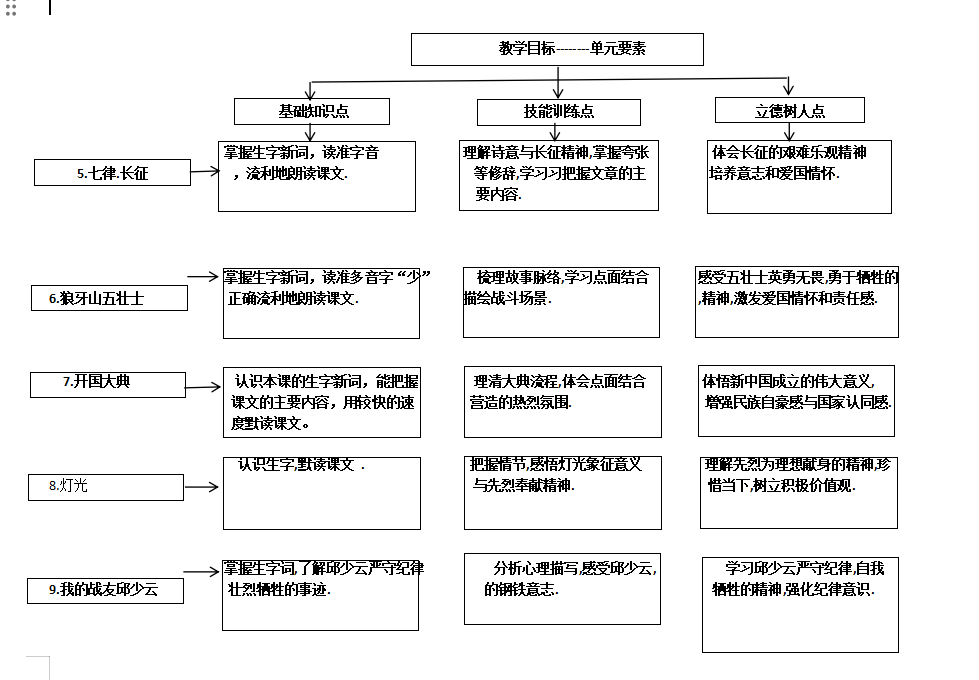 教学目标--------单元要素
基础知识点
技能训练点
立德树人点
5.七律.长征
掌握生字新词，读准字音
，流利地朗读课文.
理解诗意与长征精神,掌握夸张
等修辞,学习习把握文章的主
要内容.
体会长征的艰难乐观精神
培养意志和爱国情怀.
6.狼牙山五壮士
掌握生字新词，读准多音字“少”
正确流利地朗读课文.
梳理故事脉络,学习点面结合
描绘战斗场景.
感受五壮士英勇无畏,勇于牺牲的
,精神,激发爱国情怀和责任感.
7.开国大典
认识本课的生字新词，能把握
课文的主要内容，用较快的速
度默读课文。
理清大典流程,体会点面结合
营造的热烈氛围.
体悟新中国成立的伟大意义,
增强民族自豪感与国家认同感.
8.灯光
认识生字,默读课文 .
把握情节,感悟灯光象征意义
与先烈奉献精神.
理解先烈为理想献身的精神,珍
惜当下,树立积极价值观.
9.我的战友邱少云
掌握生字词,了解邱少云严守纪律
壮烈牺牲的事迹.
分析心理描写,感受邱少云,
的钢铁意志.
学习邱少云严守纪律,自我
牺牲的精神,强化纪律意识.